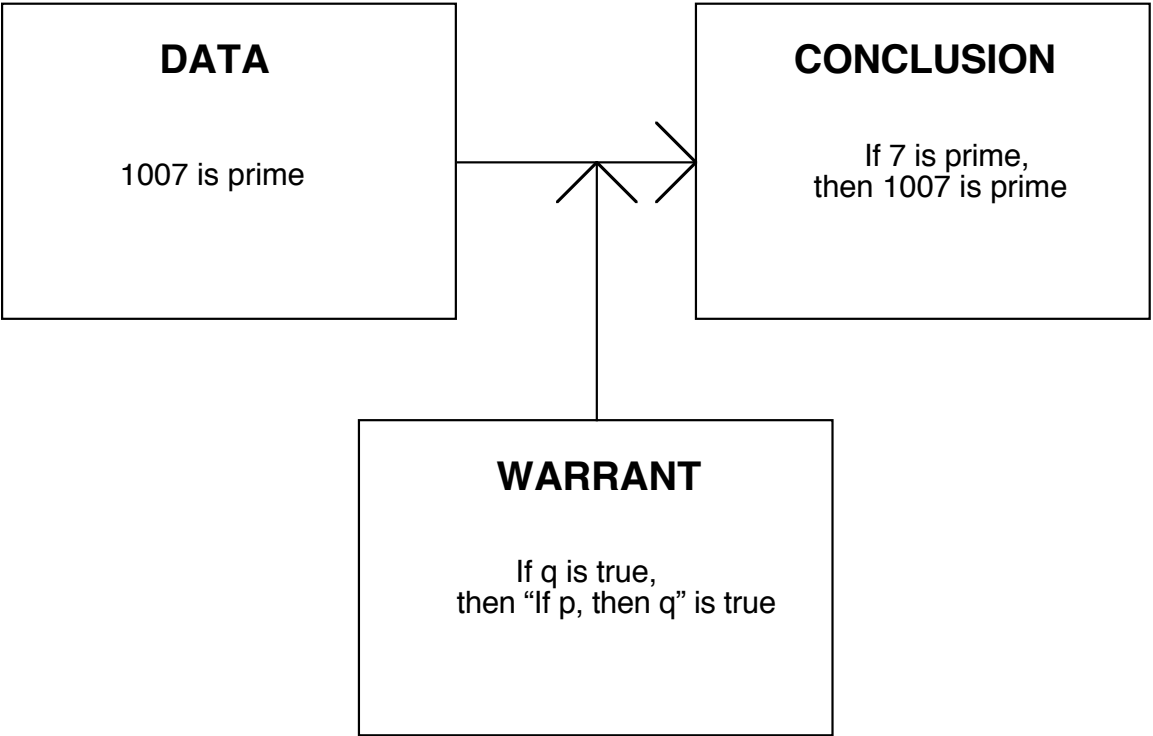 DATA
1007 is prime
CONCLUSION
If 7 is prime,
then 1007 is prime
WARRANT
If q is true,
then “If p, then q” is true